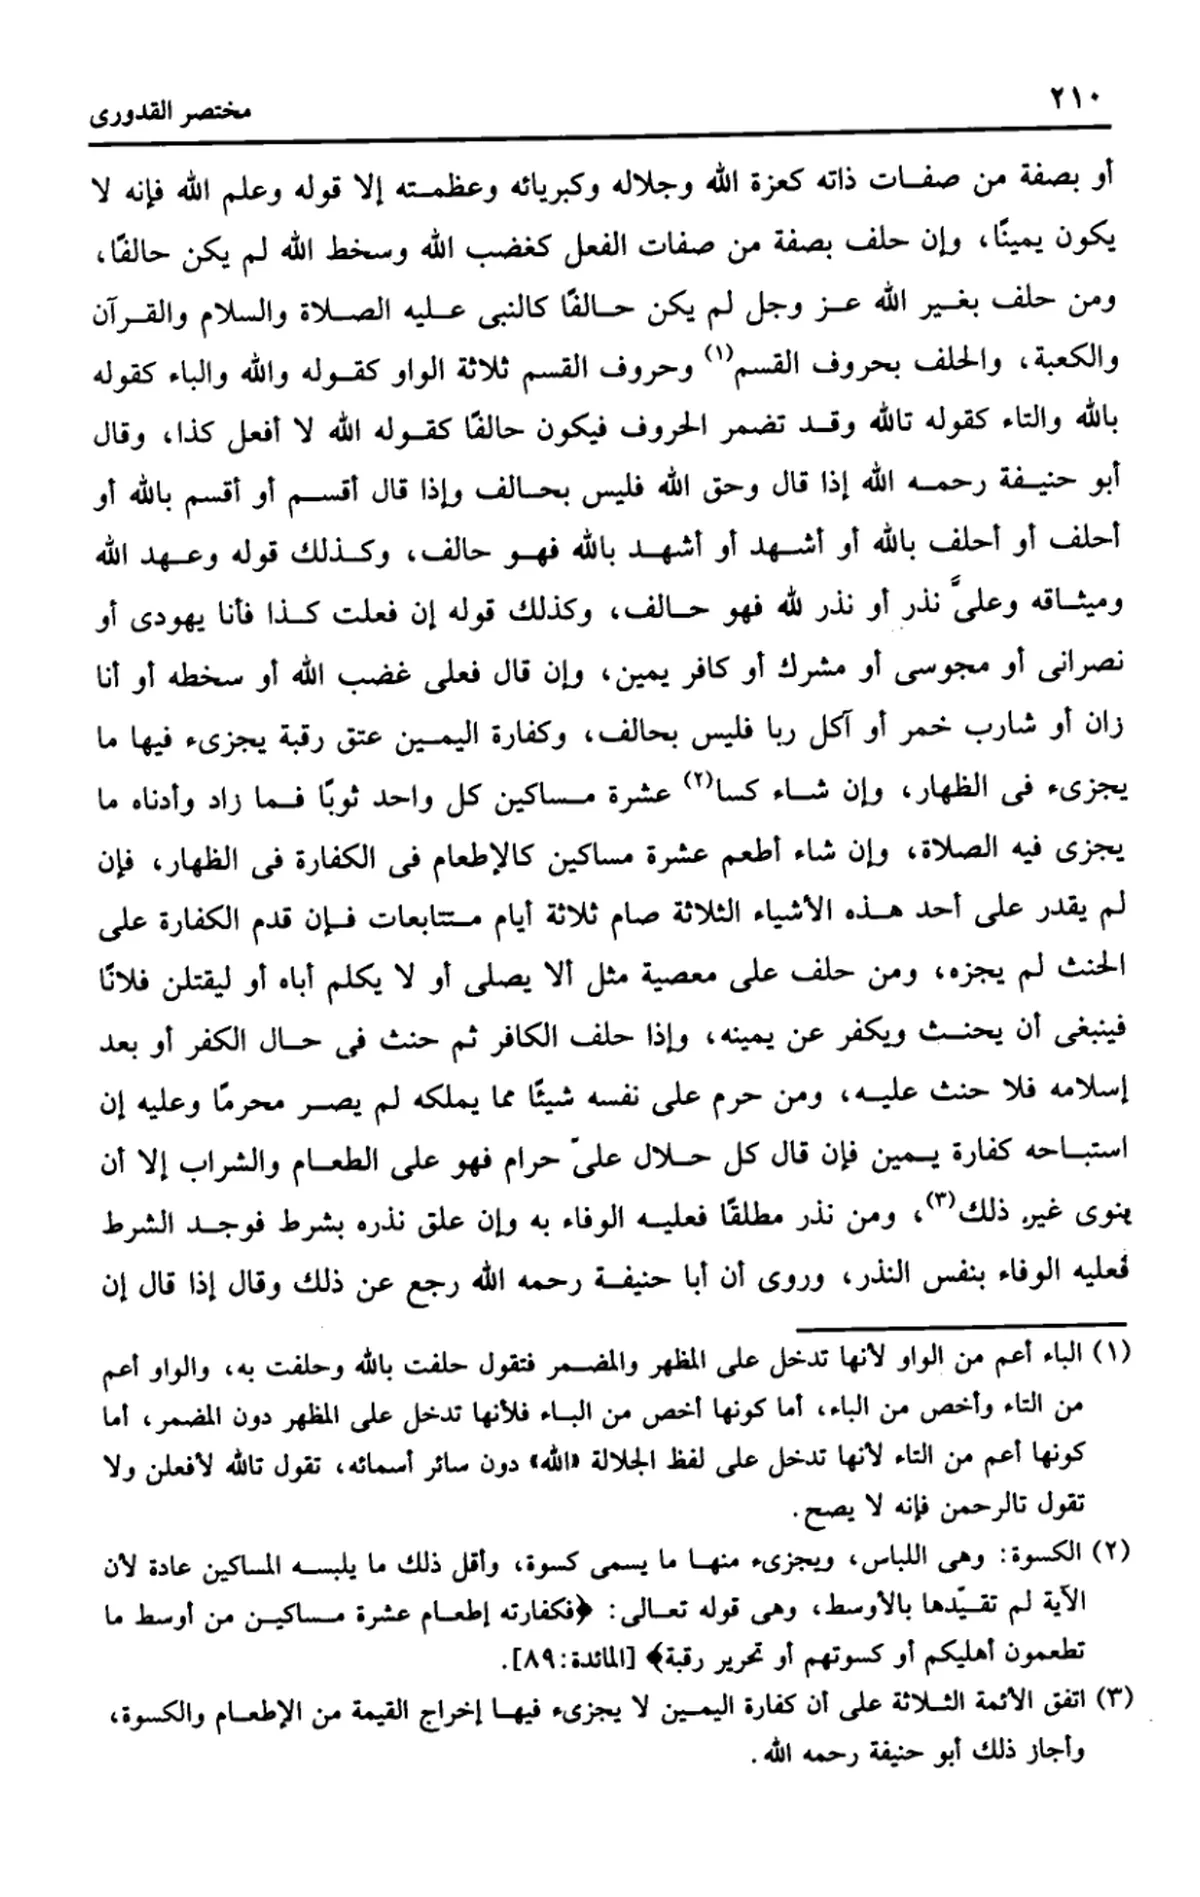 ٢١٠
مختصر القدورى
أو بصفة من صفات ذاته كعزة الله وجلاله وكبريائه وعظمته إلا قوله وعلم الله فإنه لا
يكون يمينًا، وإن حلف بصفة من صفات الفعل كغضب الله وسخط الله لم يكن حالفًا،
ومن حلف بغير الله عز وجل لم يكن حالفًا كالنبى عليه الصلاة والسلام والقرآن
والكعبة، والحلف بحروف القسم(١) وحروف القسم ثلاثة الواو كقوله والله والباء كقوله
بالله والتاء كقوله تالله وقد تضمر الحروف فيكون حالفًا كقوله الله لا أفعل كذا، وقال
أبو حنيفة رحمه الله إذا قال وحق الله فليس بحالف وإذا قال أقسم أو أقسم بالله أو
أحلف أو أحلف بالله أو أشهد أو أشهد بالله فهو حالف، وكذلك قوله وعهد الله
وميثاقه وعلىَّ نذر أو نذر لله فهو حالف، وكذلك قوله إن فعلت كذا فأنا يهودى أو
نصرانى أو مجوسى أو مشرك أو كافر يمين، وإن قال فعلى غضب الله أو سخطه أو أنا
زان أو شارب خمر أو آكل ربا فليس بحالف، وكفارة اليمين عتق رقبة يجزىء فيها ما
يجزىء فى الظهار، وإن شاء كسا(٢) عشرة مساكين كل واحد ثوبًا فما زاد وأدناه ما
يجزى فيه الصلاة، وإن شاء أطعم عشرة مساكين كالإطعام فى الكفارة فى الظهار، فإن
لم يقدر على أحد هذه الأشياء الثلاثة صام ثلاثة أيام متتابعات فإن قدم الكفارة على
الحنث لم يجزه، ومن حلف على معصية مثل ألا يصلى أو لا يكلم أباه أو ليقتلن فلانًا
فينبغى أن يحنث ويكفر عن يمينه، وإذا حلف الكافر ثم حنث فى حال الكفر أو بعد
إسلامه فلا حنث عليه، ومن حرم على نفسه شيئًا مما يملكه لم يصر محرمًا وعليه إن
استباحه كفارة يمين فإن قال كل حلال علىّ حرام فهو على الطعام والشراب إلا أن
ينوى غير ذلك(٣)، ومن نذر مطلقًا فعليه الوفاء به وإن علق نذره بشرط فوجد الشرط
فعليه الوفاء بنفس النذر، وروى أن أبا حنيفة رحمه الله رجع عن ذلك وقال إذا قال إن
(١) الباء أعم من الواو لأنها تدخل على المظهر والمضمر فتقول حلفت بالله وحلفت به، والواو أعم
من التاء وأخص من الباء، أما كونها أخص من الباء فلأنها تدخل على المظهر دون المضمر، أما
كونها أعم من التاء لأنها تدخل على لفظ الجلالة «الله» دون سائر أسمائه، تقول تالله لأفعلن ولا
تقول تالرحمن فإنه لا يصح.
(٢) الكسوة: وهى اللباس، ويجزىء منها ما يسمى كسوة، وأقل ذلك ما يلبسه المساكين عادة لأن
الآية لم تقيّدها بالأوسط، وهى قوله تعالى: ﴿فكفارته إطعام عشرة مساكين من أوسط ما
تطعمون أهليكم أو كسوتهم أو تحرير رقبة﴾ [المائدة:٨٩].
(٣) اتفق الأئمة الثلاثة على أن كفارة اليمين لا يجزىء فيها إخراج القيمة من الإطعام والكسوة،
وأجاز ذلك أبو حنيفة رحمه الله.